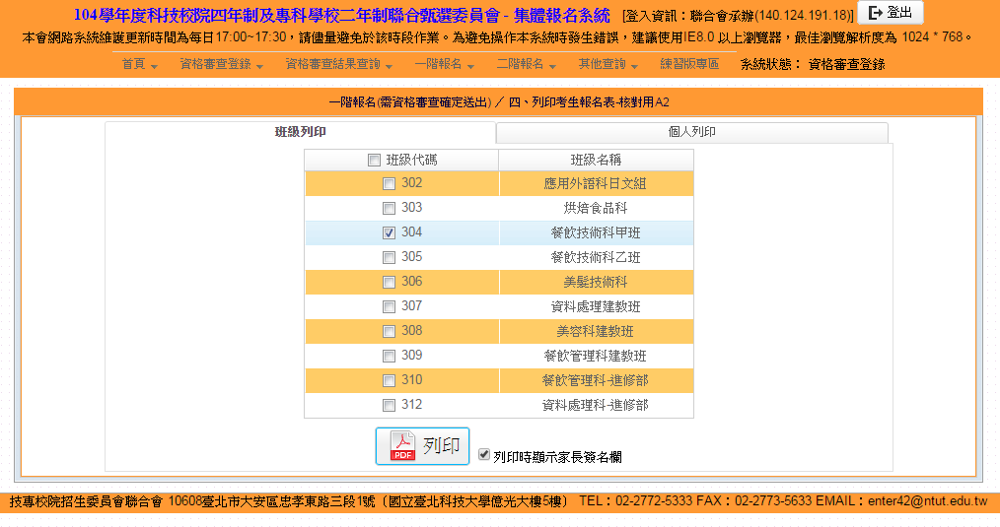 104學年度科技校院四年制及專科學校二年制聯合甄選委員會 - 集體報名系統 [登入資訊：聯合會承辦(140.124.191.18)] 登出
本會網路系統維護更新時間為每日17:00~17:30，請儘量避免於該時段作業。為避免操作本系統時發生錯誤，建議使用IE8.0 以上瀏覽器，最佳瀏覽解析度為 1024 * 768。
首頁 資格審查登錄 資格審查結果查詢 一階報名 二階報名 其他查詢 練習版專區 系統狀態： 資格審查登錄
一階報名(需資格審查確定送出) ／ 四、列印考生報名表-核對用A2
班級列印 個人列印
班級代碼 班級名稱
302 應用外語科日文組
303 烘焙食品科
304 餐飲技術科甲班
305 餐飲技術科乙班
306 美髮技術科
307 資料處理建教班
308 美容科建教班
309 餐飲管理科建教班
310 餐飲管理科-進修部
312 資料處理科-進修部
PDF 列印 列印時顯示家長簽名欄
技專校院招生委員會聯合會 10608臺北市大安區忠孝東路三段1號〔國立臺北科技大學億光大樓5樓〕 TEL：02-2772-5333 FAX：02-2773-5633 EMAIL：enter42@ntut.edu.tw